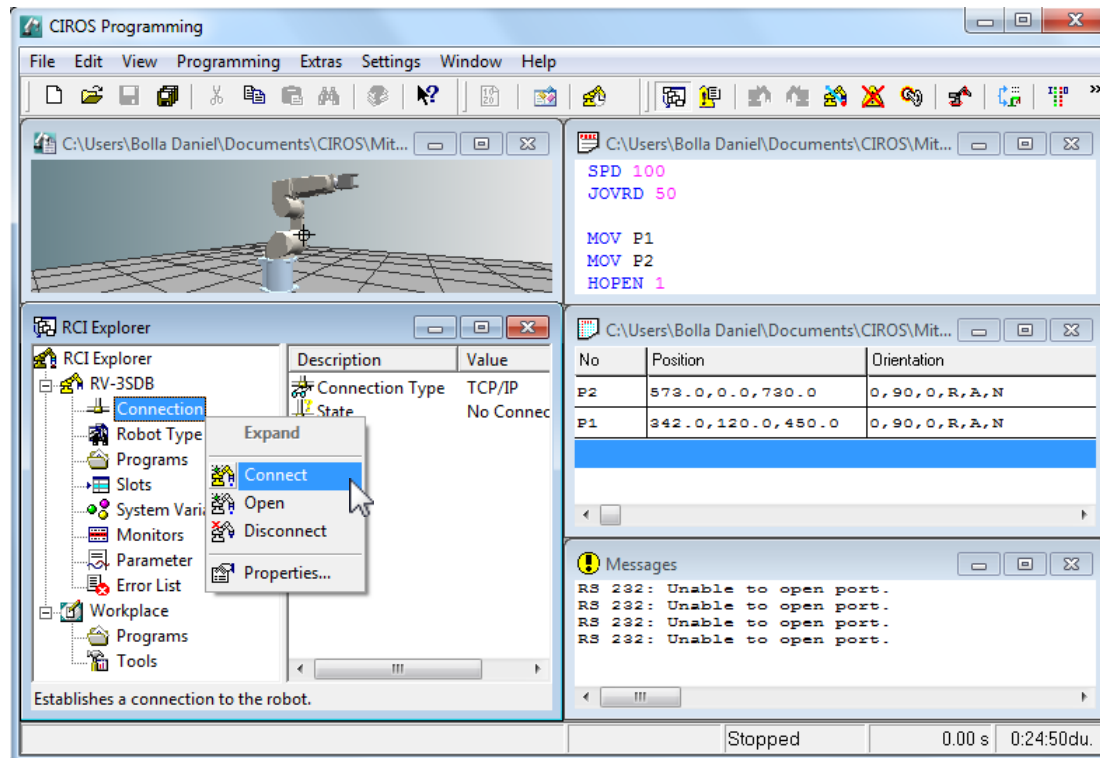 CIROS Programming
File Edit View Programming Extras Settings Window Help
C:\Users\Bolla Daniel\Documents\CIROS\Mit...
C:\Users\Bolla Daniel\Documents\CIROS\Mit...
SPD 100
JOVRD 50
MOV P1
MOV P2
HOPEN 1
RCI Explorer
RCI Explorer
RV-3SDB
Connection
Robot Type
Programs
Slots
System Vari
Monitors
Parameter
Error List
Workplace
Programs
Tools
Description Value
Connection Type TCP/IP
State No Connec
Expand
Connect
Open
Disconnect
Properties...
Establishes a connection to the robot.
C:\Users\Bolla Daniel\Documents\CIROS\Mit...
No Position Orientation
P2 573.0,0.0,730.0 0,90,0,R,A,N
P1 342.0,120.0,450.0 0,90,0,R,A,N
Messages
RS 232: Unable to open port.
RS 232: Unable to open port.
RS 232: Unable to open port.
RS 232: Unable to open port.
Stopped 0.00 s 0:24:50du.